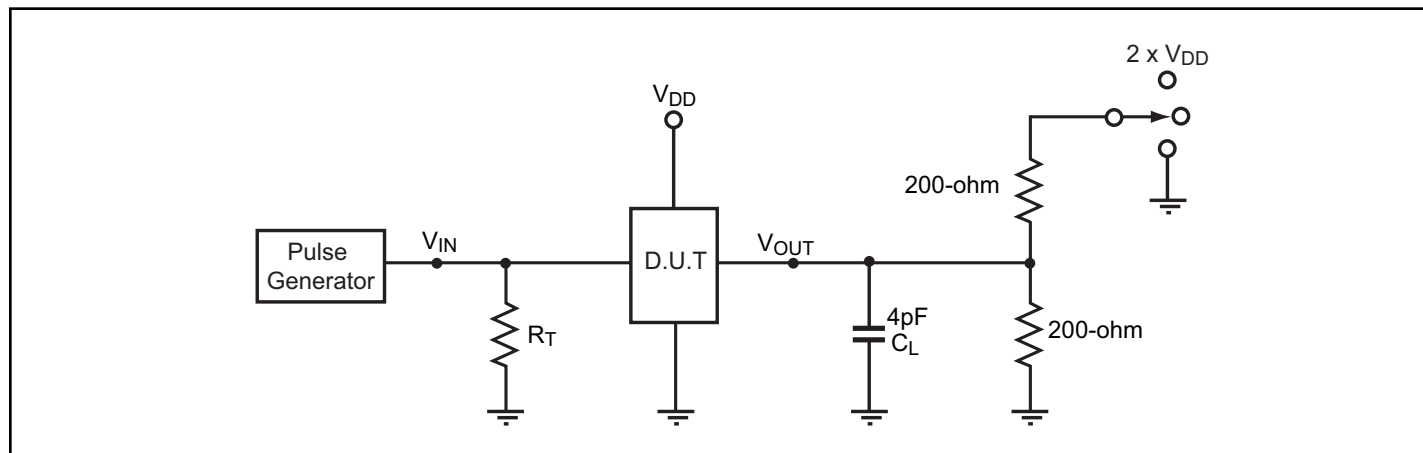 2 x VDD
VDD
200-ohm
Pulse
Generator
VIN
D.U.T
VOUT
RT
4pF
CL
200-ohm